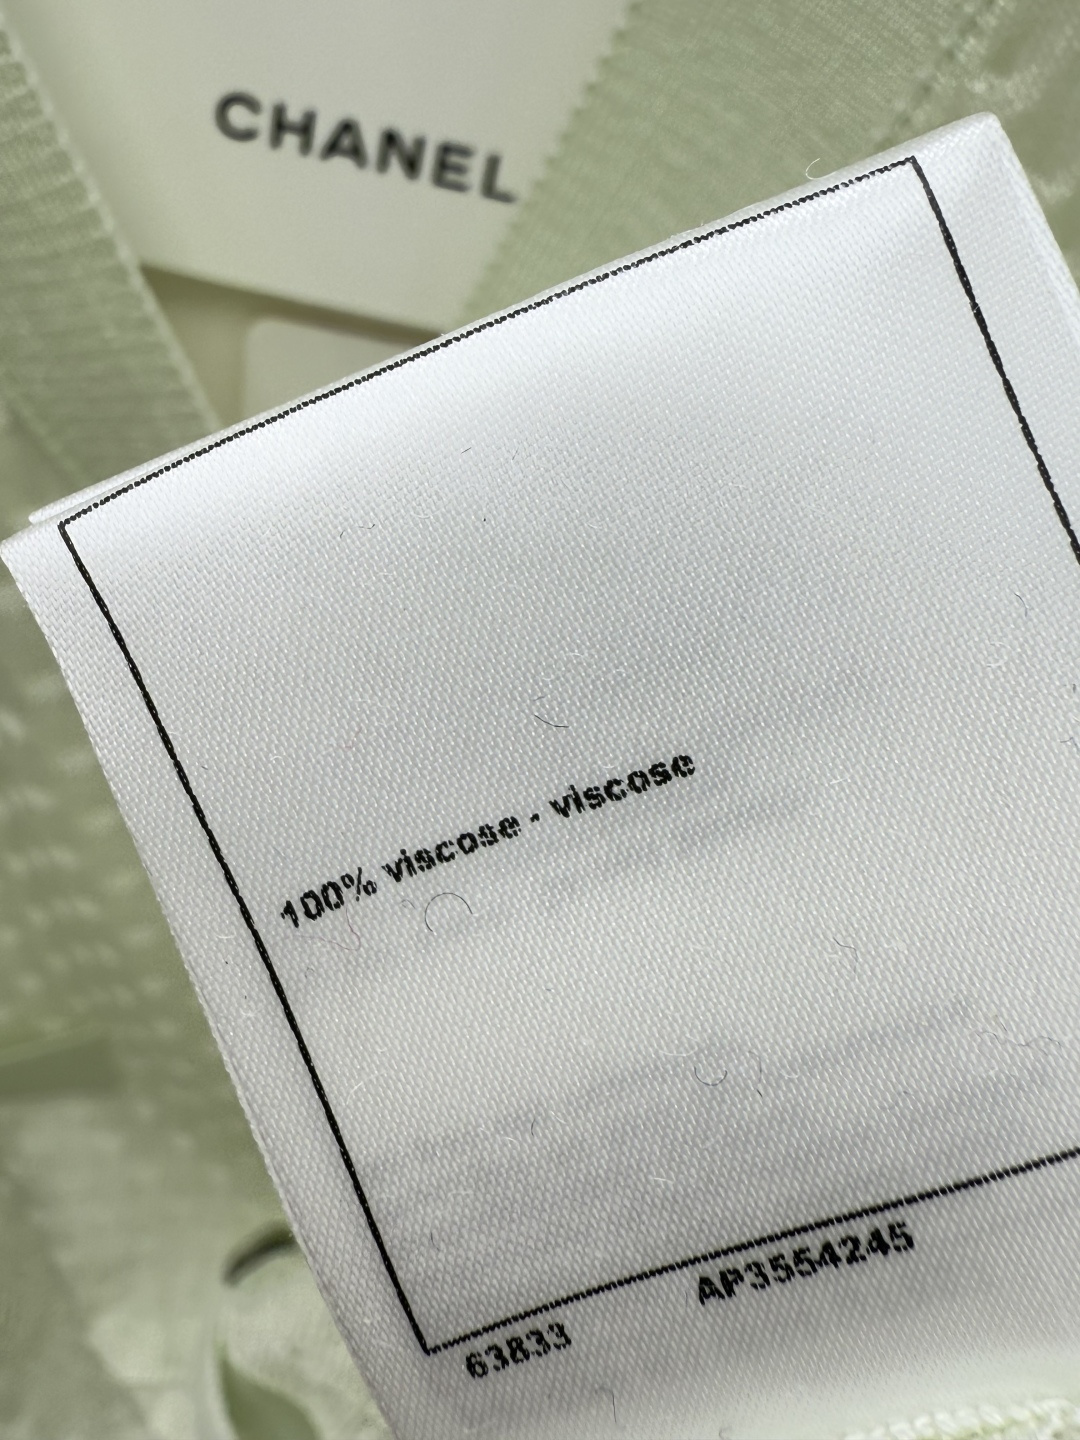 CHANEL
100% viscose - viscose
AP3554245
63833